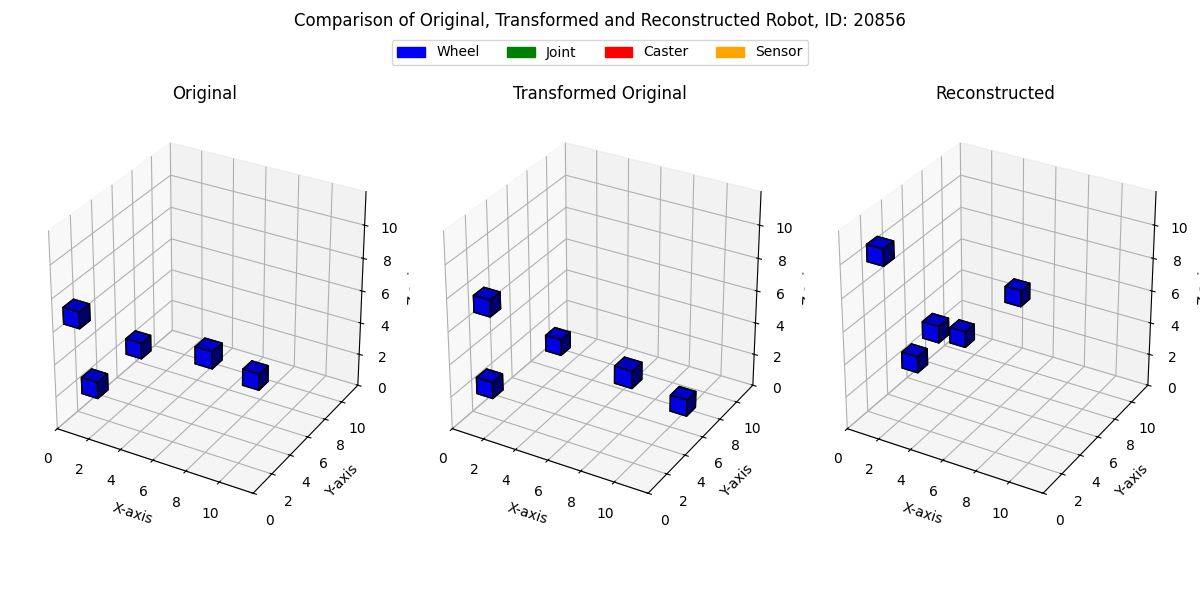 Comparison of Original, Transformed and Reconstructed Robot, ID: 20856
Wheel Joint Caster Sensor
Original Transformed Original Reconstructed
10 10 10
8 8 8
6 6 6
4 4 4
2 2 2
0 0 0
10 10 10
8 8 8
6 6 6
4 4 4
2 2 2
0 0 0
0 2 4 6 8 10 0 2 4 6 8 10 0 2 4 6 8 10
X-axis Y-axis X-axis Y-axis X-axis Y-axis